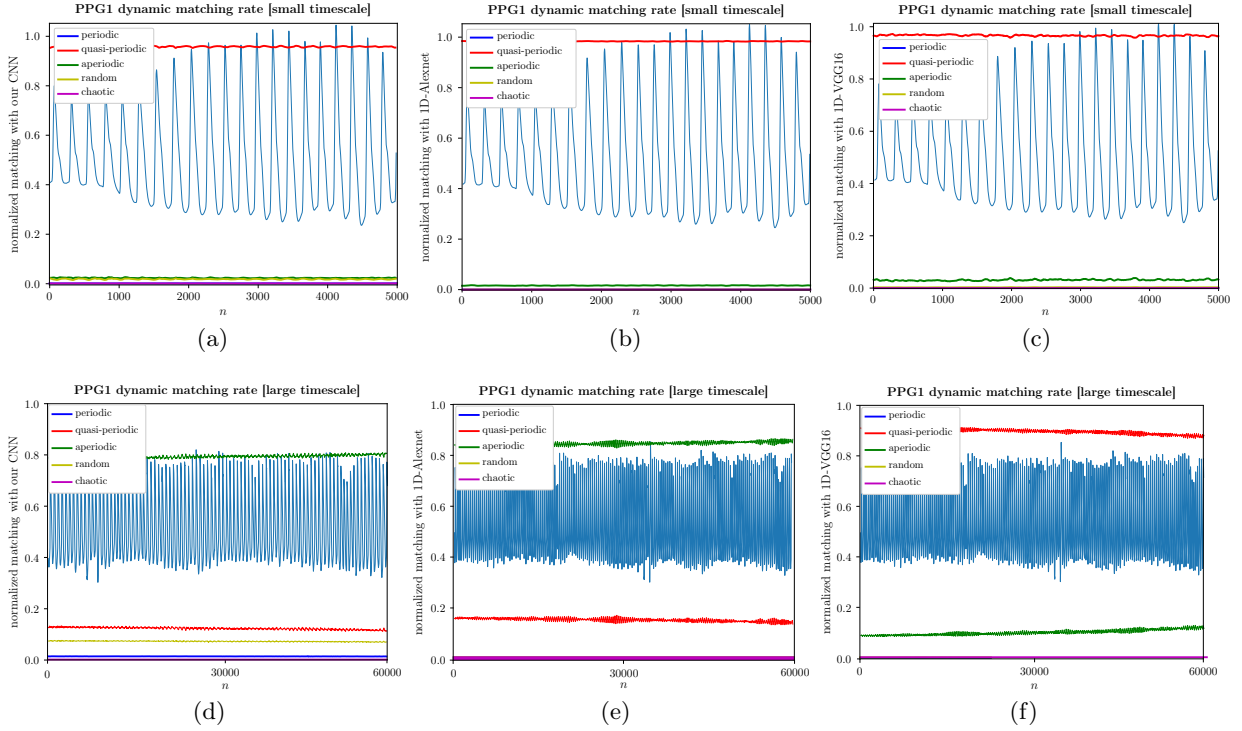 PPG1 dynamic matching rate [small timescale]
normalized matching with our CNN
1.0
0.8
0.6
0.4
0.2
0.0
periodic
quasi-periodic
aperiodic
random
chaotic
0 1000 2000 3000 4000 5000
n
(a)
PPG1 dynamic matching rate [small timescale]
normalized matching with 1D-Alexnet
1.0
0.8
0.6
0.4
0.2
0.0
periodic
quasi-periodic
aperiodic
random
chaotic
0 1000 2000 3000 4000 5000
n
(b)
PPG1 dynamic matching rate [small timescale]
normalized matching with 1D-VGG16
1.0
0.8
0.6
0.4
0.2
0.0
periodic
quasi-periodic
aperiodic
random
chaotic
0 1000 2000 3000 4000 5000
n
(c)
PPG1 dynamic matching rate [large timescale]
normalized matching with our CNN
1.0
0.8
0.6
0.4
0.2
0.0
periodic
quasi-periodic
aperiodic
random
chaotic
0 30000 60000
n
(d)
PPG1 dynamic matching rate [large timescale]
normalized matching with 1D-Alexnet
1.0
0.8
0.6
0.4
0.2
0.0
periodic
quasi-periodic
aperiodic
random
chaotic
0 30000 60000
n
(e)
PPG1 dynamic matching rate [large timescale]
normalized matching with 1D-VGG16
1.0
0.8
0.6
0.4
0.2
0.0
periodic
quasi-periodic
aperiodic
random
chaotic
0 30000 60000
n
(f)